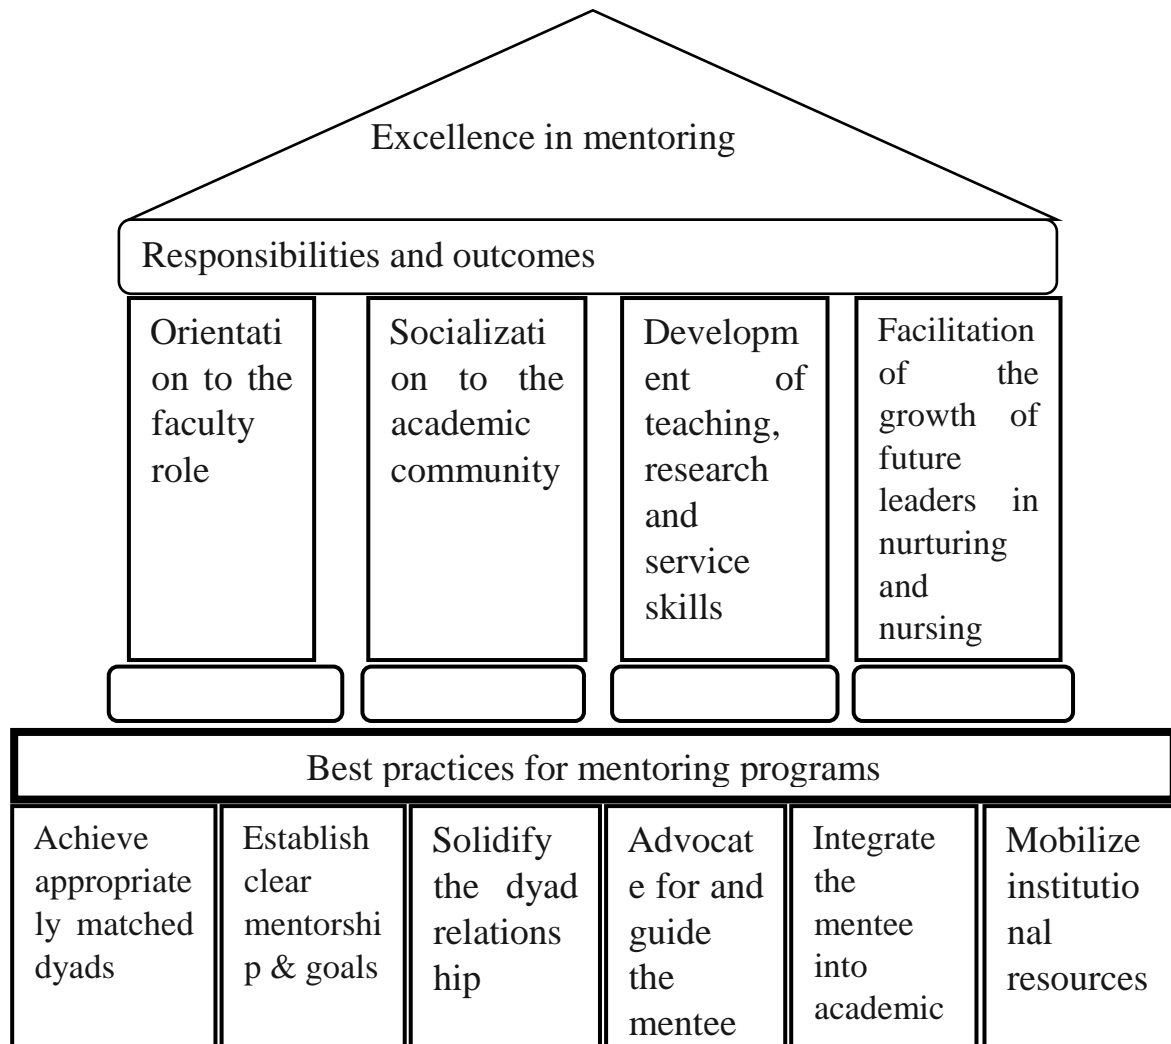 Excellence in mentoring
Responsibilities and outcomes
Orientati
on to the
faculty
role
Socializati
on to the
academic
community
Developm
ent of
teaching,
research
and
service
skills
Facilitation
of the
growth of
future
leaders in
nurturing
and
nursing
Best practices for mentoring programs
Achieve
appropriate
ly matched
dyads
Establish
clear
mentorshi
p & goals
Solidify
the dyad
relations
hip
Advocat
e for and
guide
the
mentee
Integrate
the
mentee
into
academic
Mobilize
institutio
nal
resources